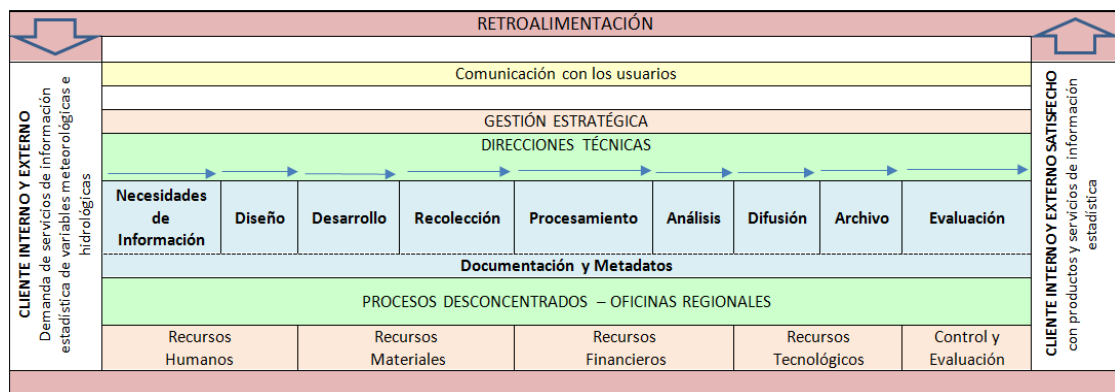 RETROALIMENTACIÓN
CLIENTE INTERNO Y EXTERNO
Demanda de servicios de información
estadística de variables meteorológicas e
hidrológicas
Comunicación con los usuarios
GESTIÓN ESTRATÉGICA
DIRECCIONES TÉCNICAS
Necesidades
de
Información
Diseño
Desarrollo
Recolección
Procesamiento
Análisis
Difusión
Archivo
Evaluación
Documentación y Metadatos
PROCESOS DESCONCENTRADOS – OFICINAS REGIONALES
Recursos
Humanos
Recursos
Materiales
Recursos
Financieros
Recursos
Tecnológicos
Control y
Evaluación
CLIENTE INTERNO Y EXTERNO SATISFECHO
con productos y servicios de información
estadística